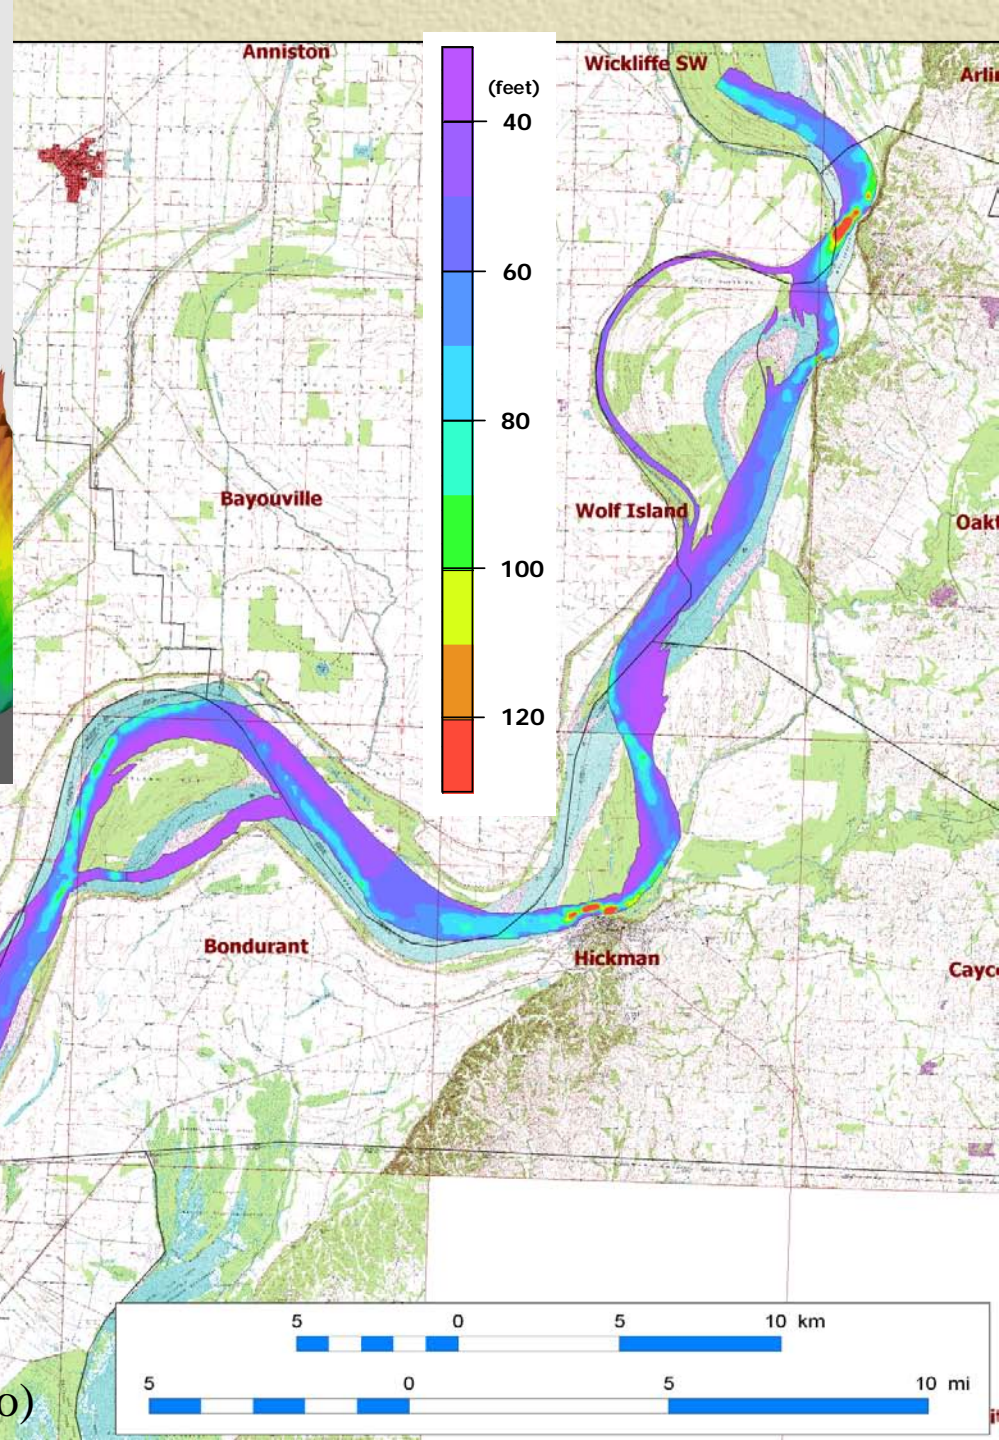 Anniston
Wickliffe SW
(feet)
40
60
80
100
120
Bayouville
Wolf Island
Bondurant
Hickman
5 0 5 10 km
5 0 5 10 mi
o)